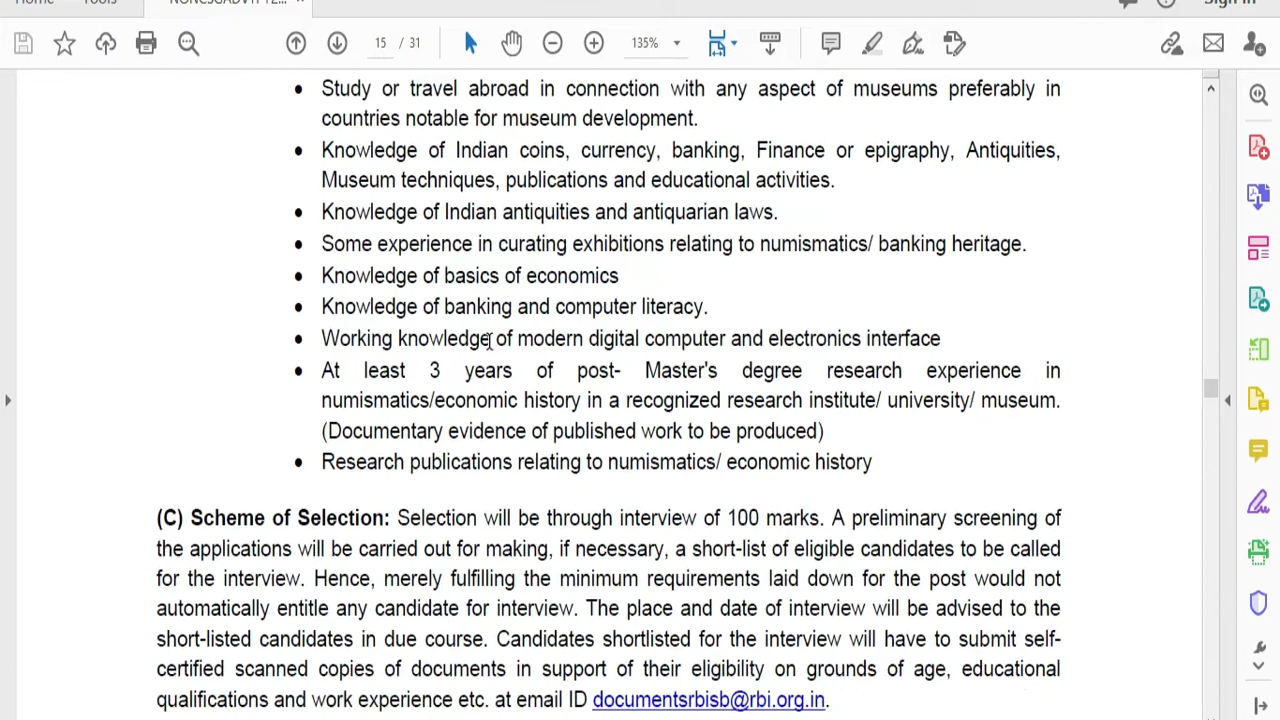 15 / 31
135%
• Study or travel abroad in connection with any aspect of museums preferably in
countries notable for museum development.
• Knowledge of Indian coins, currency, banking, Finance or epigraphy, Antiquities,
Museum techniques, publications and educational activities.
• Knowledge of Indian antiquities and antiquarian laws.
• Some experience in curating exhibitions relating to numismatics/ banking heritage.
• Knowledge of basics of economics
• Knowledge of banking and computer literacy.
• Working knowledge of modern digital computer and electronics interface
• At least 3 years of post- Master's degree research experience in
numismatics/economic history in a recognized research institute/ university/ museum.
(Documentary evidence of published work to be produced)
• Research publications relating to numismatics/ economic history
(C) Scheme of Selection: Selection will be through interview of 100 marks. A preliminary screening of
the applications will be carried out for making, if necessary, a short-list of eligible candidates to be called
for the interview. Hence, merely fulfilling the minimum requirements laid down for the post would not
automatically entitle any candidate for interview. The place and date of interview will be advised to the
short-listed candidates in due course. Candidates shortlisted for the interview will have to submit self-
certified scanned copies of documents in support of their eligibility on grounds of age, educational
qualifications and work experience etc. at email ID documentsrbisb@rbi.org.in.